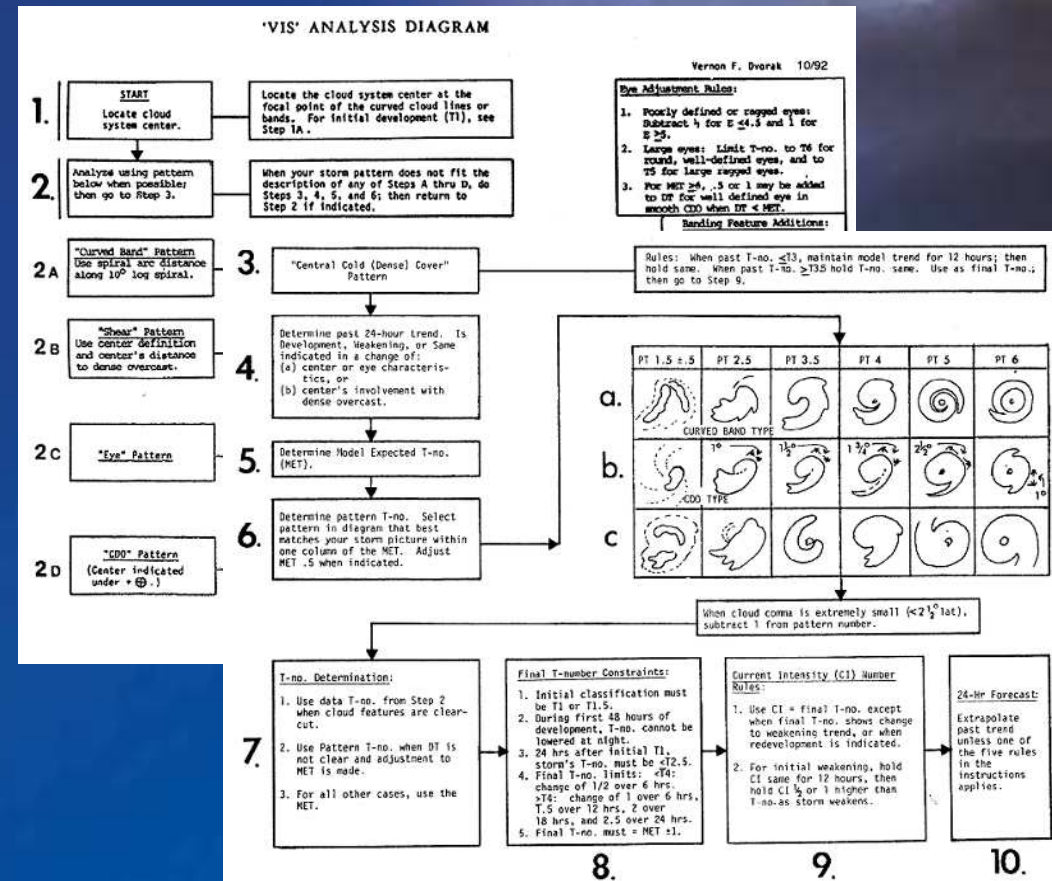 'VIS' ANALYSIS DIAGRAM
Vernon F. Dvorak 10/92
1.
START
Locate cloud
system center.
Locate the cloud system center at the
focal point of the curved cloud lines or
bands. For initial development (T1), see
Step 1A.
Eye Adjustment Rules:
1. Poorly defined or ragged eyes:
Subtract ½ for E ≤4.5 and 1 for
E ≥5.
2. Large eyes: Limit T-no. to T6 for
round, well-defined eyes, and to
T5 for large ragged eyes.
3. For MET ≥6, .5 or 1 may be added
to DT for well defined eye in
smooth CDO when DT < MET.
Banding Feature Additions:
2.
Analyze using pattern
below when possible;
then go to Step 3.
When your storm pattern does not fit the
description of any of Steps A thru D, do
Steps 3, 4, 5, and 6; then return to
Step 2 if indicated.
2A
"Curved Band" Pattern
Use spiral arc distance
along 10° log spiral.
2B
"Shear" Pattern
Use center definition
and center's distance
to dense overcast.
2C
"Eye" Pattern
2D
"CDO" Pattern
(Center indicated
under + ⊕.)
3.
"Central Cold (Dense) Cover"
Pattern
Rules: When past T-no. ≤T3, maintain model trend for 12 hours; then
hold same. When past T-no. ≥T3.5 hold T-no. same. Use as final T-no.;
then go to Step 9.
4.
Determine past 24-hour trend. Is
Development, Weakening, or Same
indicated in a change of:
(a) center or eye characteris-
tics, or
(b) center's involvement with
dense overcast.
5.
Determine Model Expected T-no.
(MET).
6.
Determine pattern T-no. Select
pattern in diagram that best
matches your storm picture within
one column of the MET. Adjust
MET .5 when indicated.
PT 1.5 ±.5 PT 2.5 PT 3.5 PT 4 PT 5 PT 6
a.
CURVED BAND TYPE
b.
1° 1½° 1¾° 2½° 1°
CDO TYPE
c
When cloud comma is extremely small (<2½° lat),
subtract 1 from pattern number.
7.
T-no. Determination:
1. Use data T-no. from Step 2
when cloud features are clear-
cut.
2. Use Pattern T-no. when DT is
not clear and adjustment to
MET is made.
3. For all other cases, use the
MET.
Final T-number Constraints:
1. Initial classification must
be T1 or T1.5.
2. During first 48 hours of
development, T-no. cannot be
lowered at night.
3. 24 hrs after initial T1,
storm's T-no. must be ≤T2.5.
4. Final T-no. limits: <T4:
change of 1/2 over 6 hrs.
≥T4: change of 1 over 6 hrs,
T.5 over 12 hrs, 2 over
18 hrs, and 2.5 over 24 hrs.
5. Final T-no. must = MET ±1.
8.
Current Intensity (CI) Number
Rules:
1. Use CI = final T-no. except
when final T-no. shows change
to weakening trend, or when
redevelopment is indicated.
2. For initial weakening, hold
CI same for 12 hours, then
hold CI ½ or 1 higher than
T-no. as storm weakens.
9.
24-Hr Forecast:
Extrapolate
past trend
unless one of
the five rules
in the
instructions
applies.
10.